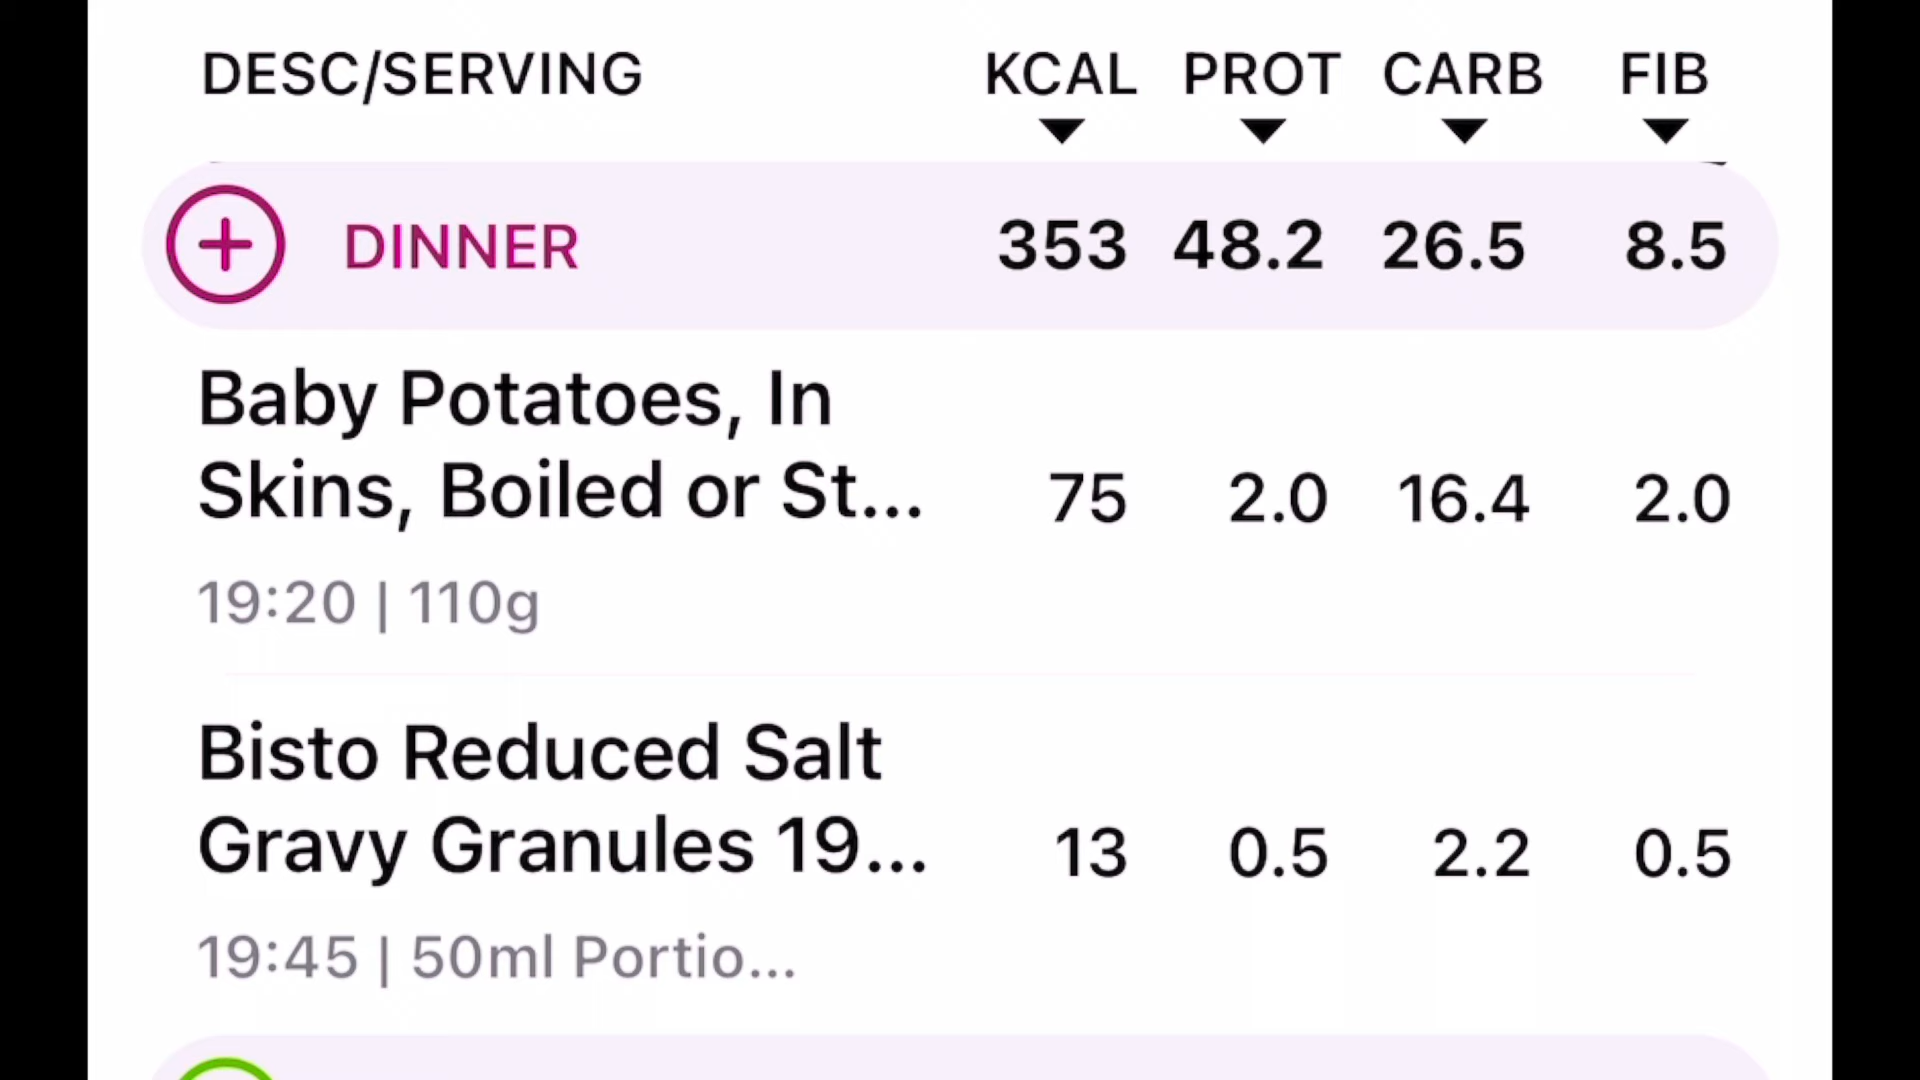 DESC/SERVING KCAL PROT CARB FIB
DINNER 353 48.2 26.5 8.5
Baby Potatoes, In
Skins, Boiled or St... 75 2.0 16.4 2.0
19:20 | 110g
Bisto Reduced Salt
Gravy Granules 19... 13 0.5 2.2 0.5
19:45 | 50ml Portio...